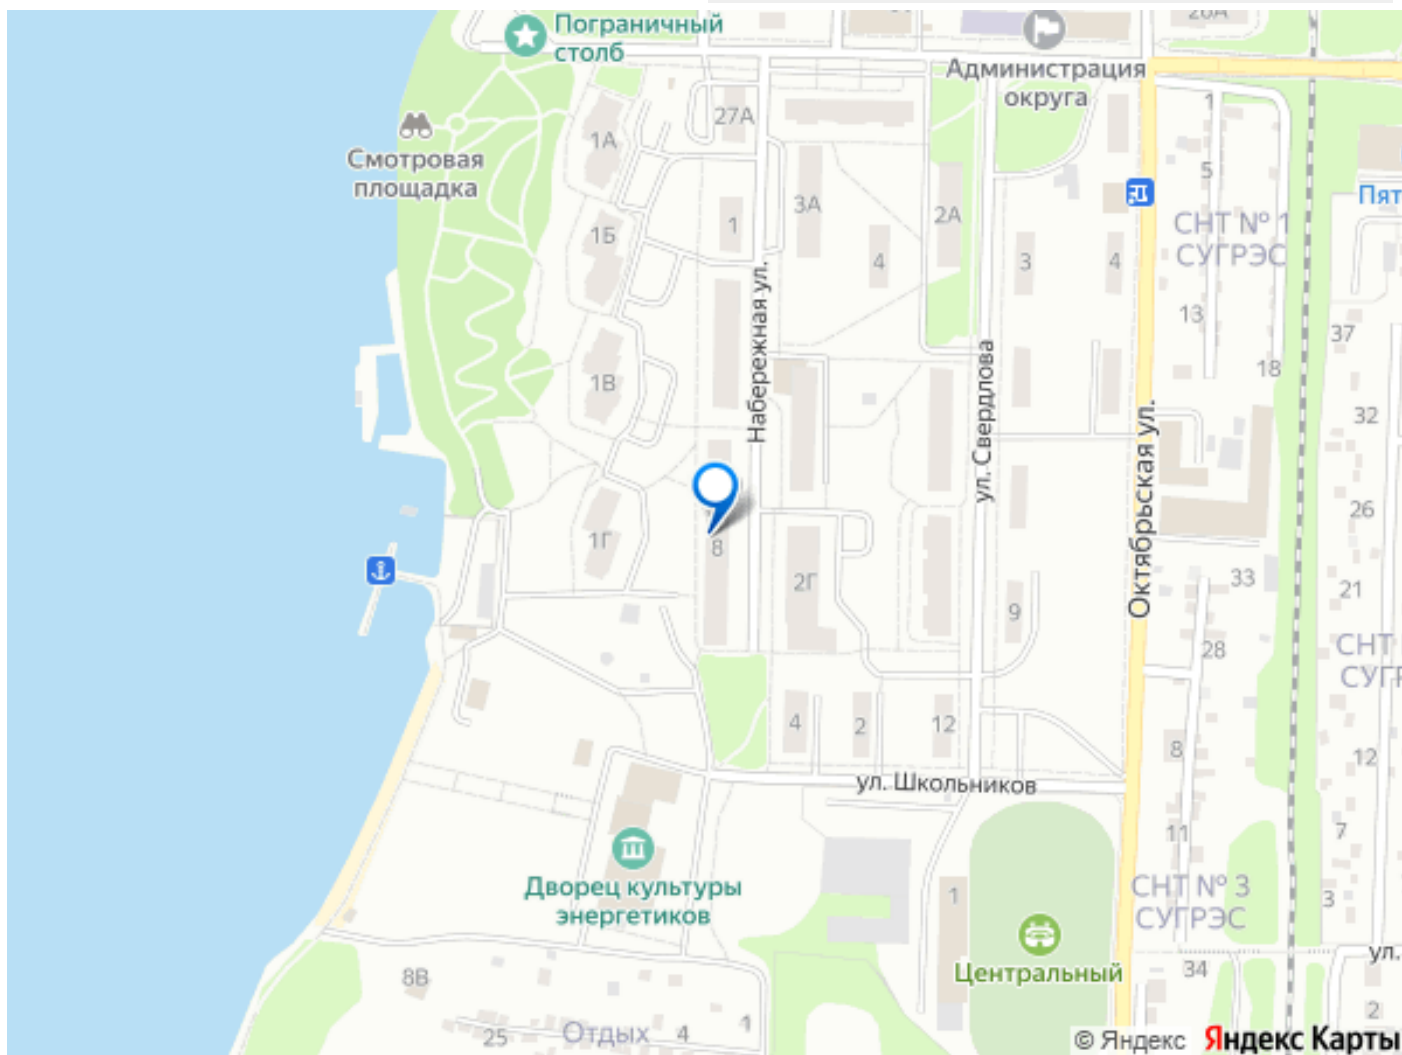 Пограничный
столб
26А
Администрация
округа
1
27А
1А
Смотровая
площадка
5
Пят
3А
2А
1
1Б
СНТ № 1
СУГРЭС
4
3
4
Набережная ул.
13
37
ул. Свердлова
18
1В
32
Октябрьская ул.
26
1Г
8
2Г
33
21
9
28
СНТ
СУГР
4
2
12
8
12
ул. Школьников
11
7
Дворец культуры
энергетиков
1
СНТ № 3
СУГРЭС
3
Центральный
ул.
8В
34
25
Отдых
4
1
2
© Яндекс Яндекс Карты